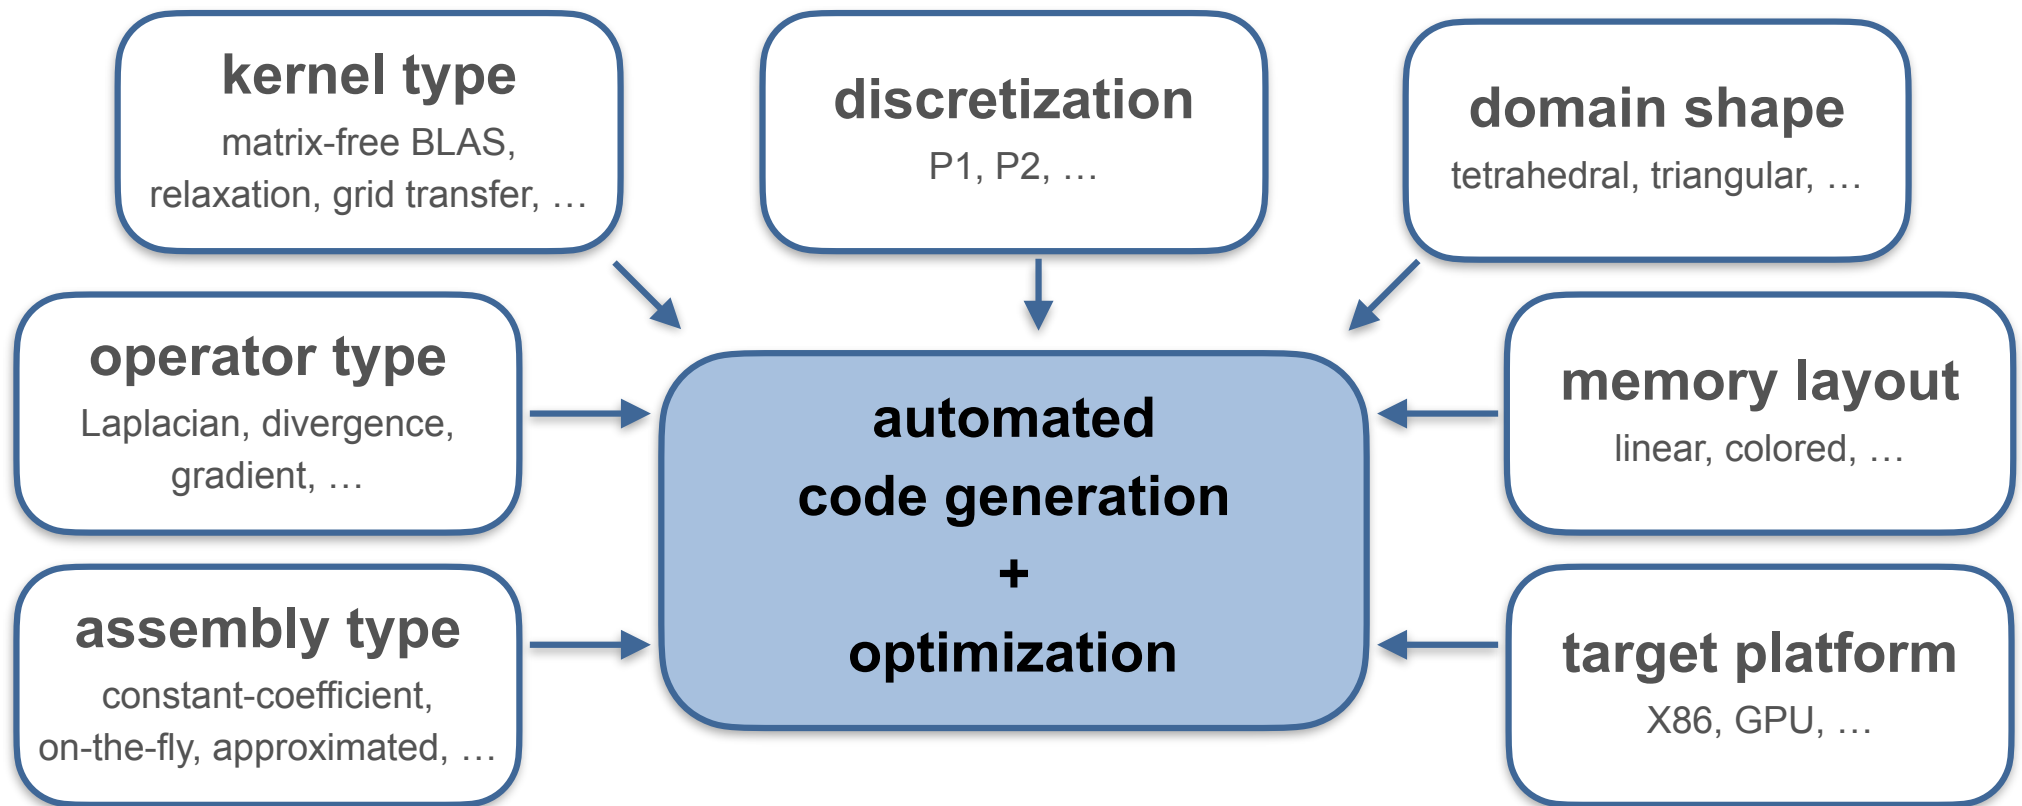 kernel type
matrix-free BLAS,
relaxation, grid transfer, …
discretization
P1, P2, …
domain shape
tetrahedral, triangular, …
operator type
Laplacian, divergence,
gradient, …
automated
code generation
+
optimization
memory layout
linear, colored, …
assembly type
constant-coefficient,
on-the-fly, approximated, …
target platform
X86, GPU, …